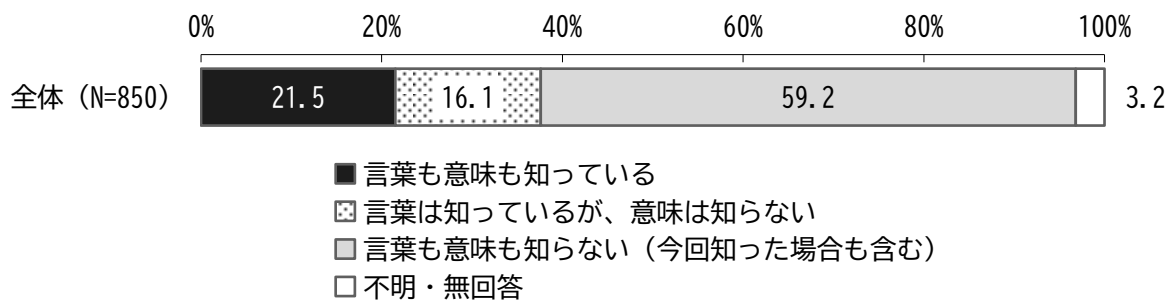 0% 20% 40% 60% 80% 100%
全体（N=850） 21.5 16.1 59.2 3.2
言葉も意味も知っている
言葉は知っているが、意味は知らない
言葉も意味も知らない（今回知った場合も含む）
不明・無回答